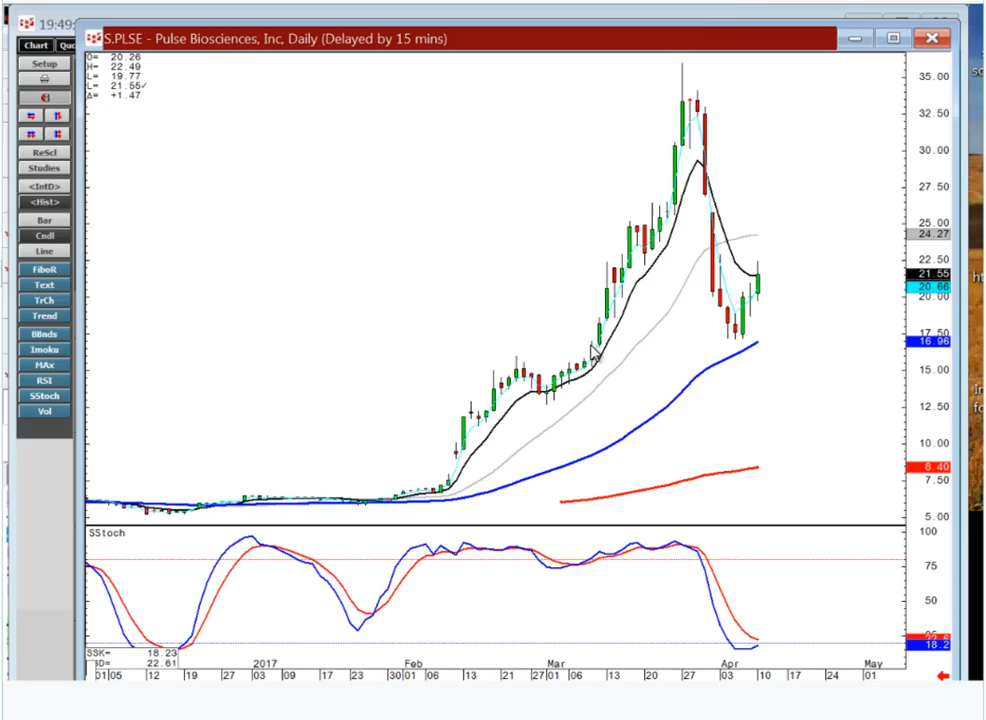 19:49:
S.PLSE - Pulse Biosciences, Inc, Daily (Delayed by 15 mins)
Chart
Quo
Setup
ReScl
Studies
<IntD>
<Hist>
Bar
Cndl
Line
FiboR
Text
TrCh
Trend
BBnds
Imoku
MAx
RSI
SStoch
Vol
O= 20.26
H= 22.49
L= 19.77
L= 21.55✓
Δ= +1.47
35.00
32.50
30.00
27.50
25.00
24.27
22.50
21.55
20.66
20.00
17.50
16.96
15.00
12.50
10.00
8.40
7.50
5.00
SStoch
100
75
50
25
22.6
18.2
SSK= 18.23
SSD= 22.61
2017 Feb Mar Apr May
01 05 12 19 27 03 09 17 23 30 01 06 13 21 27 01 06 13 20 27 03 10 17 24 01